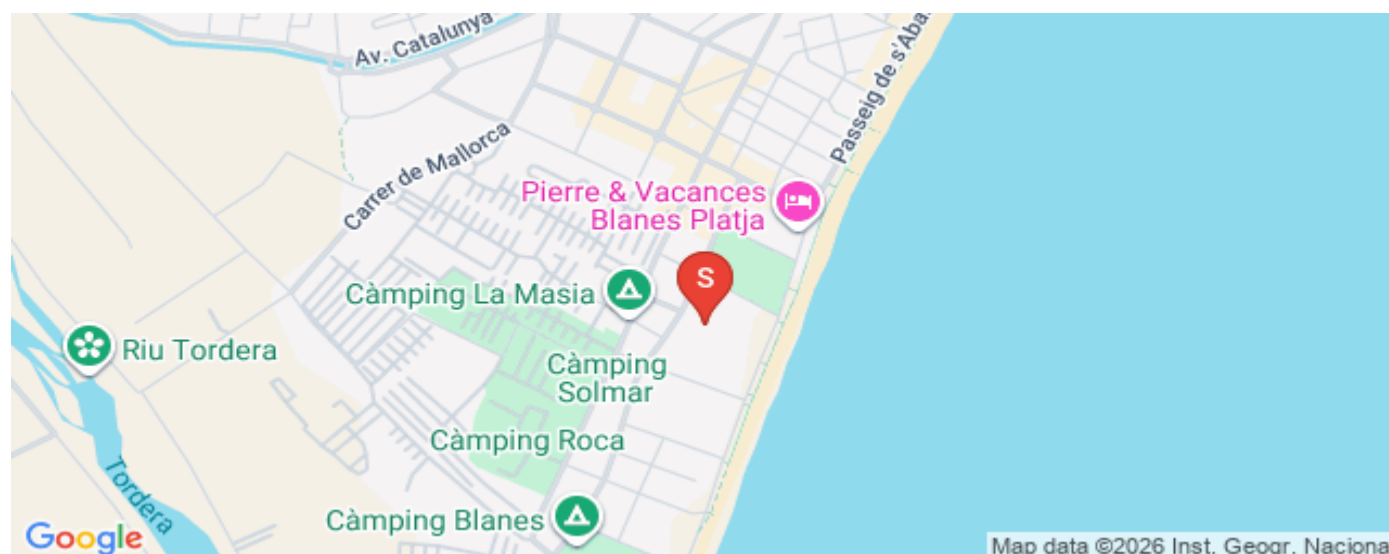 Av. Catalunya
Passeig de s'Aba
Carrer de Mallorca
Pierre & Vacances
Blanes Platja
S
Càmping La Masia
Riu Tordera
Càmping
Solmar
Càmping Roca
Tordera
Càmping Blanes
Google
Map data ©2026 Inst. Geogr. Naciona